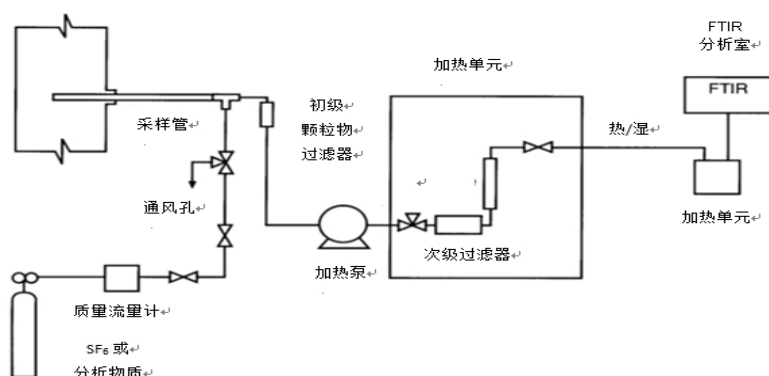 FTIR
分析室
FTIR
加热单元
初级
颗粒物
过滤器
采样管
热/湿
通风孔
加热单元
次级过滤器
加热泵
质量流量计
SF₆ 或
分析物质